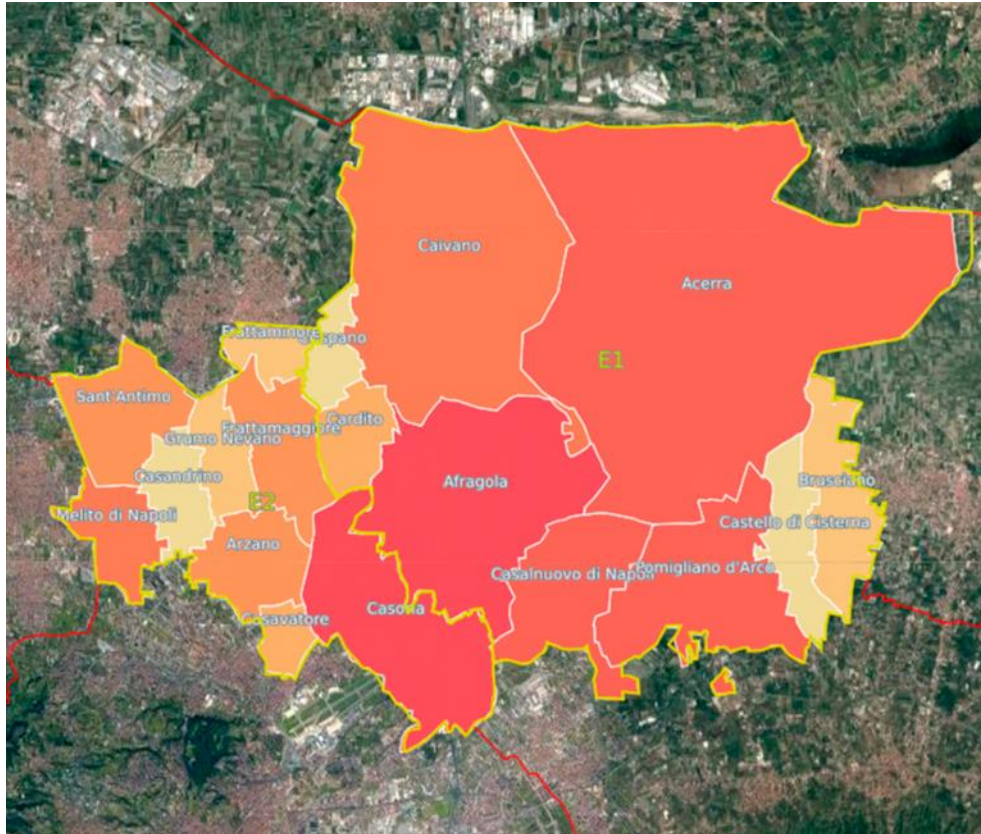 Caivano
Acerra
Frattaminore
spano
E1
Sant'Antimo
Cardito
Frattamaggiore
Grumo Nevano
Casandrino
Afragola
Brusciano
E2
Melito di Napoli
Castello di Cisterna
Arzano
Casalnuovo di Napoli
Pomigliano d'Arco
Casoria
Casavatore